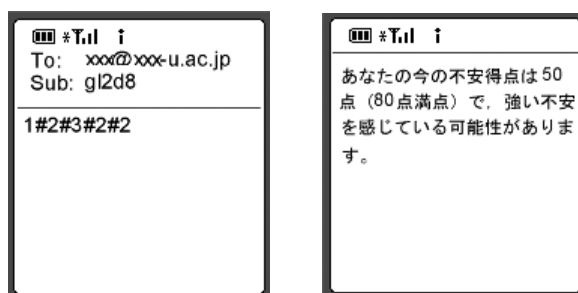 To: xxx@xxx-u.ac.jp
Sub: gl2d8
1#2#3#2#2
あなたの今の不安得点は50
点（80点満点）で，強い不安
を感じている可能性がありま
す。